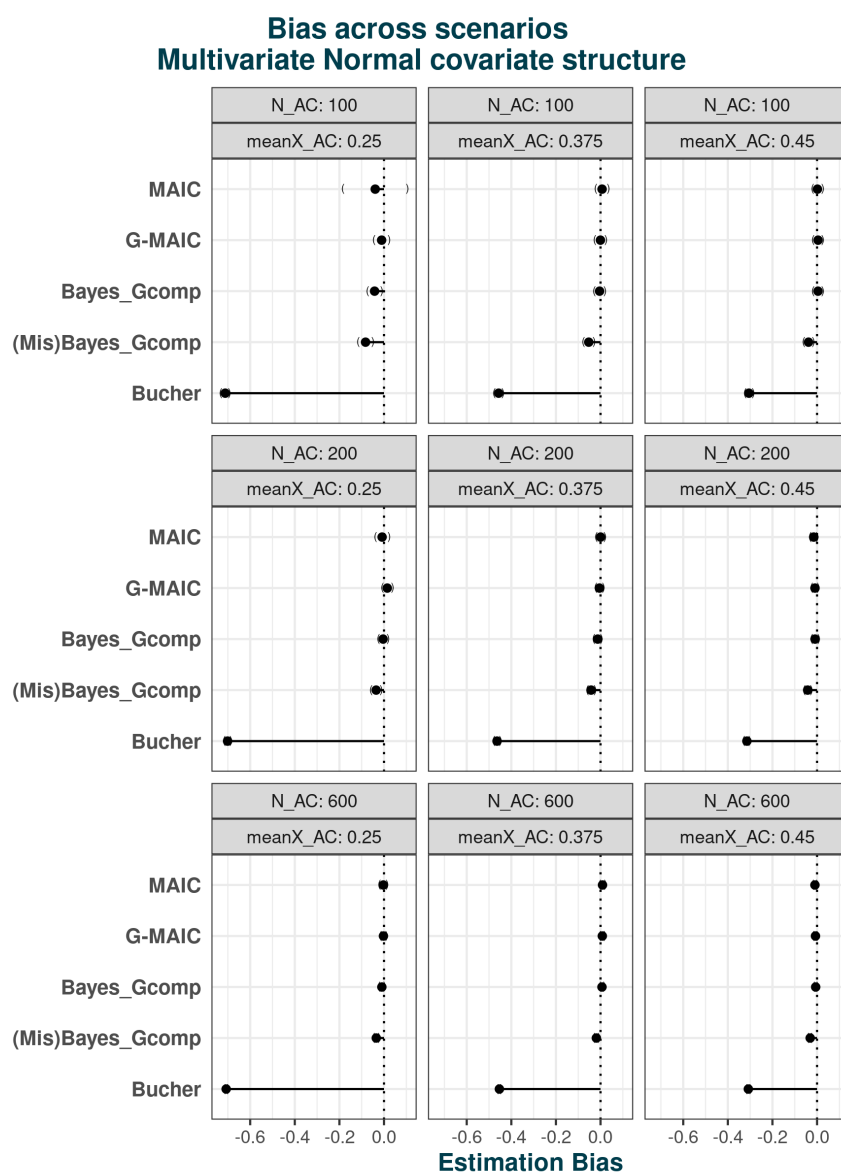 Bias across scenarios
Multivariate Normal covariate structure
N_AC: 100 N_AC: 100 N_AC: 100
meanX_AC: 0.25 meanX_AC: 0.375 meanX_AC: 0.45
MAIC
G-MAIC
Bayes_Gcomp
(Mis)Bayes_Gcomp
Bucher
N_AC: 200 N_AC: 200 N_AC: 200
meanX_AC: 0.25 meanX_AC: 0.375 meanX_AC: 0.45
MAIC
G-MAIC
Bayes_Gcomp
(Mis)Bayes_Gcomp
Bucher
N_AC: 600 N_AC: 600 N_AC: 600
meanX_AC: 0.25 meanX_AC: 0.375 meanX_AC: 0.45
MAIC
G-MAIC
Bayes_Gcomp
(Mis)Bayes_Gcomp
Bucher
-0.6 -0.4 -0.2 0.0 -0.6 -0.4 -0.2 0.0 -0.6 -0.4 -0.2 0.0
Estimation Bias